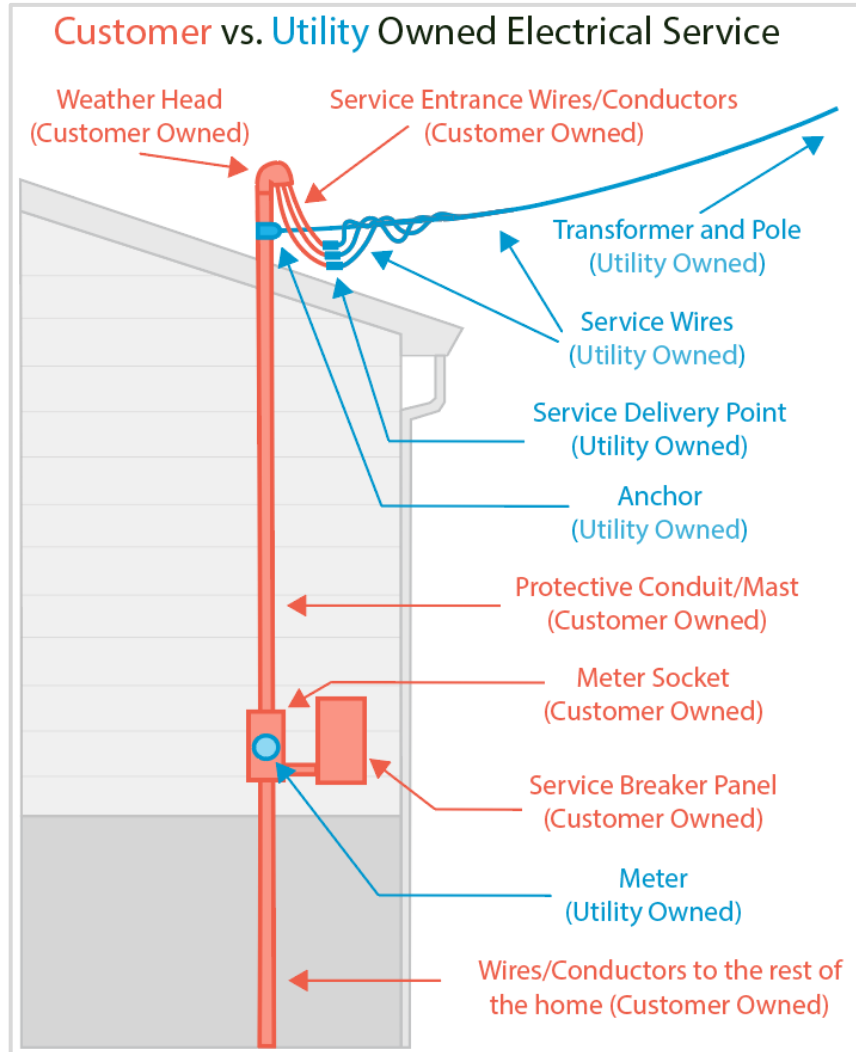 Customer vs. Utility Owned Electrical Service
Weather Head
(Customer Owned)
Service Entrance Wires/Conductors
(Customer Owned)
Transformer and Pole
(Utility Owned)
Service Wires
(Utility Owned)
Service Delivery Point
(Utility Owned)
Anchor
(Utility Owned)
Protective Conduit/Mast
(Customer Owned)
Meter Socket
(Customer Owned)
Service Breaker Panel
(Customer Owned)
Meter
(Utility Owned)
Wires/Conductors to the rest of
the home (Customer Owned)